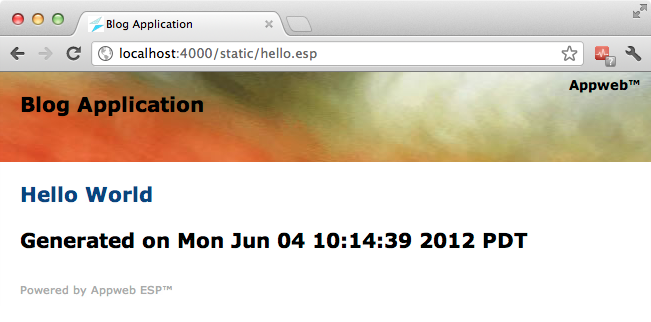 Blog Application
localhost:4000/static/hello.esp
Appweb™
Blog Application
Hello World
Generated on Mon Jun 04 10:14:39 2012 PDT
Powered by Appweb ESP™